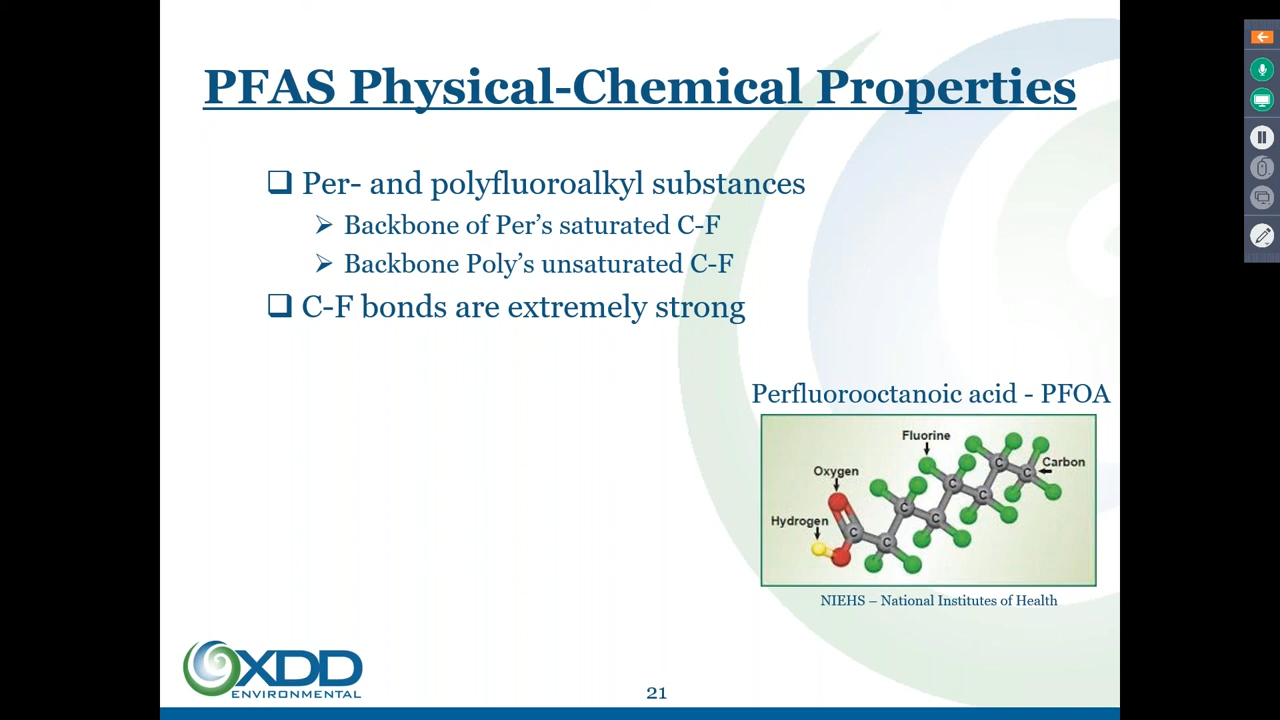 PFAS Physical-Chemical Properties
Per- and polyfluoroalkyl substances
Backbone of Per's saturated C-F
Backbone Poly's unsaturated C-F
C-F bonds are extremely strong
Perfluorooctanoic acid - PFOA
Fluorine
Carbon
Oxygen
Hydrogen
C
C
C
C
C
C
C
C
NIEHS – National Institutes of Health
XDD
ENVIRONMENTAL
21